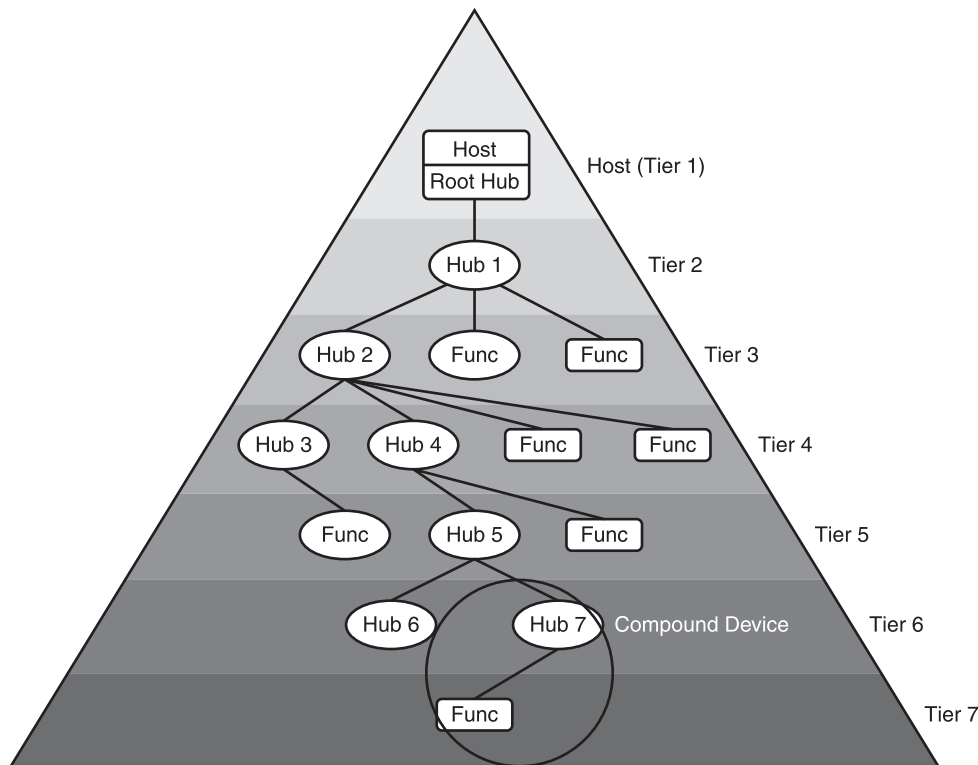 Host
Root Hub
Host (Tier 1)
Hub 1
Tier 2
Hub 2
Func
Func
Tier 3
Hub 3
Hub 4
Func
Func
Tier 4
Func
Hub 5
Func
Tier 5
Hub 6
Hub 7
Compound Device
Tier 6
Func
Tier 7